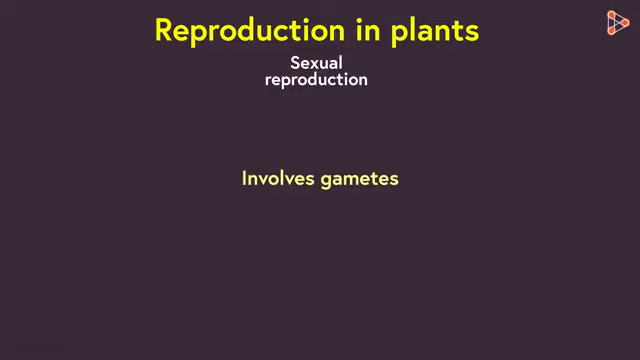 Reproduction in plants
Sexual
reproduction
Involves gametes